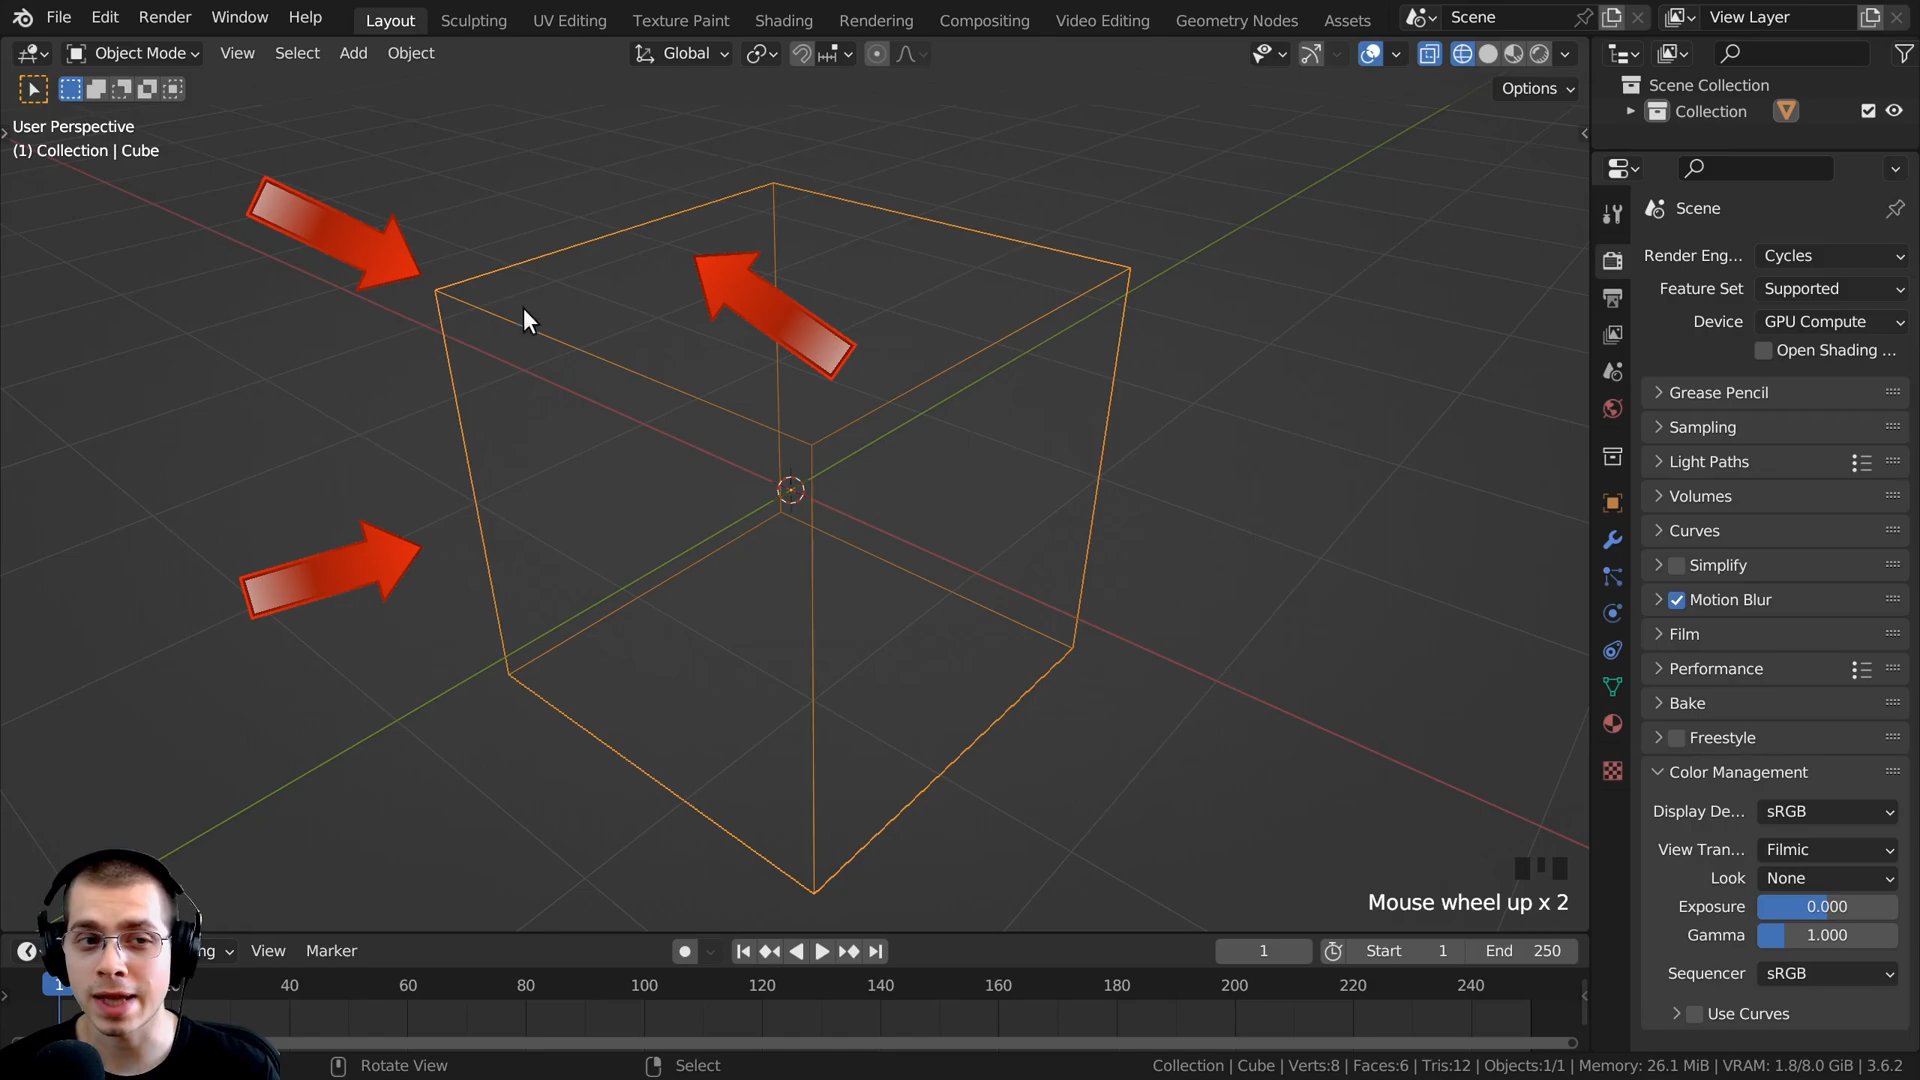 File Edit Render Window Help Layout Sculpting UV Editing Texture Paint Shading Rendering Compositing Video Editing Geometry Nodes Assets Scene View Layer
Object Mode View Select Add Object Global
Options
User Perspective
(1) Collection | Cube
Scene Collection
Collection
Scene
Render Eng... Cycles
Feature Set Supported
Device GPU Compute
Open Shading ...
Grease Pencil
Sampling
Light Paths
Volumes
Curves
Simplify
Motion Blur
Film
Performance
Bake
Freestyle
Color Management
Display De... sRGB
View Tran... Filmic
Look None
Exposure 0.000
Gamma 1.000
Sequencer sRGB
Use Curves
Mouse wheel up x 2
ng View Marker 1 Start 1 End 250
1 40 60 80 100 120 140 160 180 200 220 240
Rotate View Select Collection | Cube | Verts:8 | Faces:6 | Tris:12 | Objects:1/1 | Memory: 26.1 MiB | VRAM: 1.8/8.0 GiB | 3.6.2